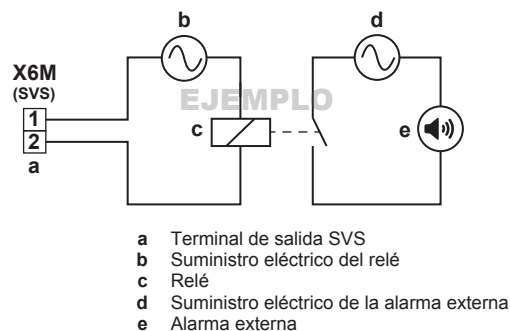 b
d
X6M
(SVS)
EJEMPLO
1
2
c
e
a
a Terminal de salida SVS
b Suministro eléctrico del relé
c Relé
d Suministro eléctrico de la alarma externa
e Alarma externa